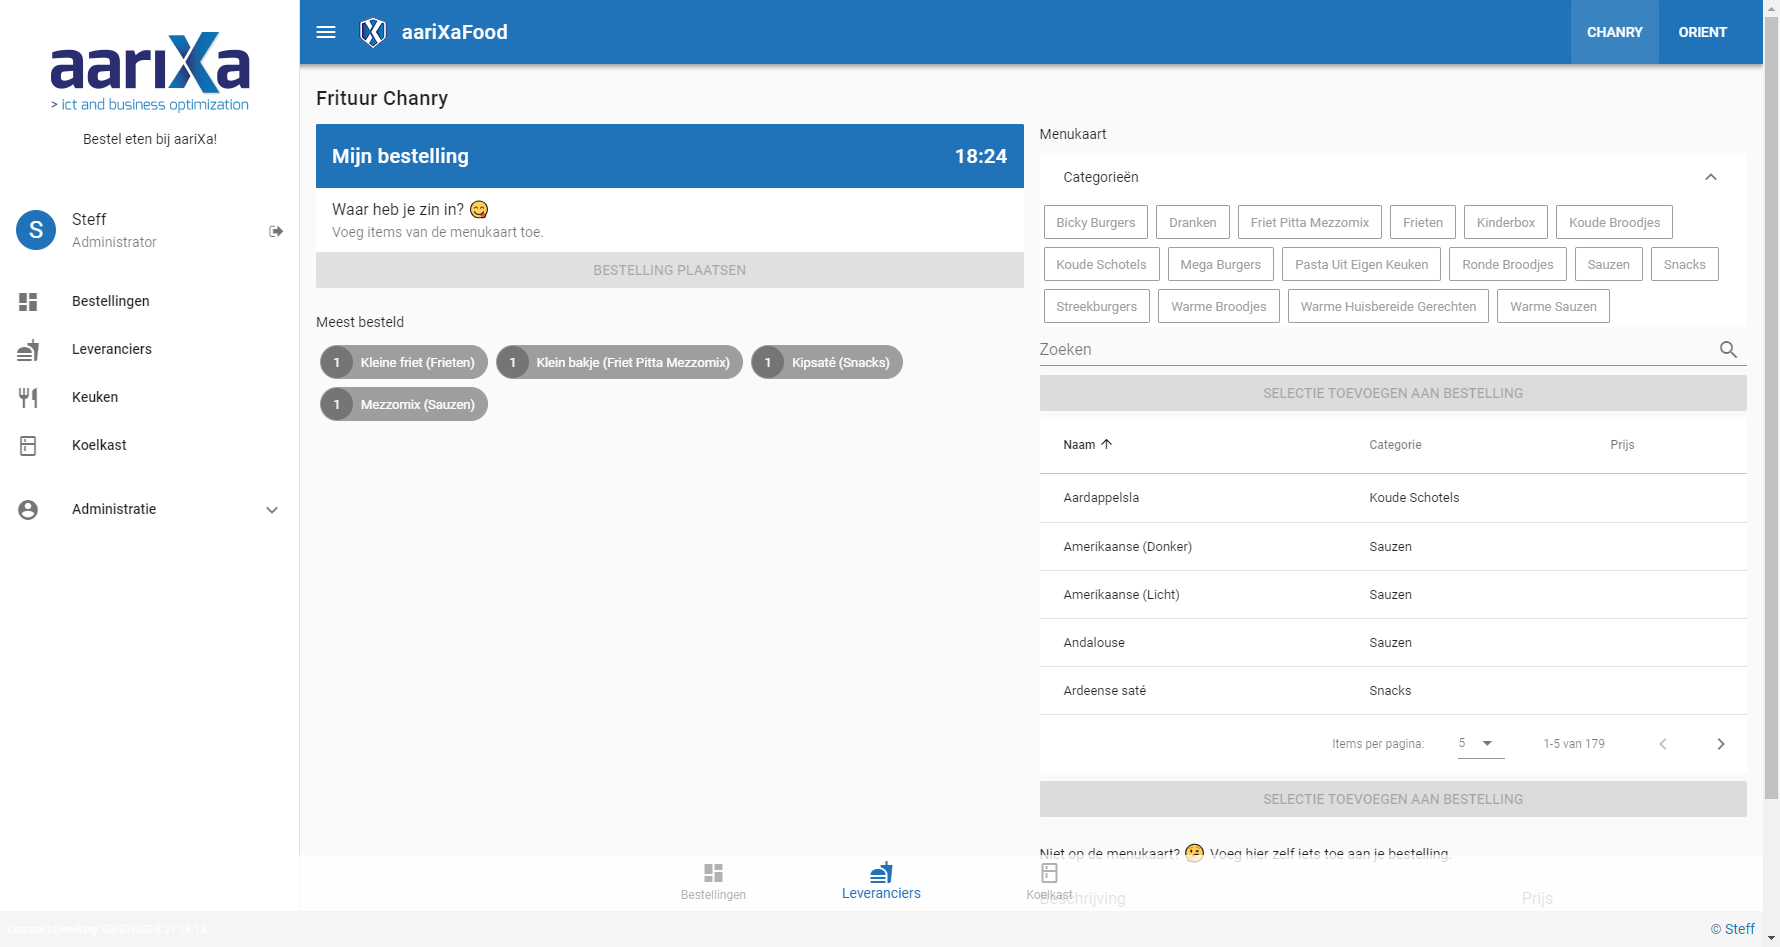 aariXa
> ict and business optimization
Bestel eten bij aariXa!
S
Steff
Administrator
Bestellingen
Leveranciers
Keuken
Koelkast
Administratie
aariXaFood
CHANRY
ORIENT
Frituur Chanry
Mijn bestelling
18:24
Waar heb je zin in? 😋
Voeg items van de menukaart toe.
BESTELLING PLAATSEN
Meest besteld
1 Kleine friet (Frieten)
1 Klein bakje (Friet Pitta Mezzomix)
1 Kipsaté (Snacks)
1 Mezzomix (Sauzen)
Menukaart
Categorieën
Bicky Burgers
Dranken
Friet Pitta Mezzomix
Frieten
Kinderbox
Koude Broodjes
Koude Schotels
Mega Burgers
Pasta Uit Eigen Keuken
Ronde Broodjes
Sauzen
Snacks
Streekburgers
Warme Broodjes
Warme Huisbereide Gerechten
Warme Sauzen
Zoeken
SELECTIE TOEVOEGEN AAN BESTELLING
Naam Categorie Prijs
Aardappelsla Koude Schotels
Amerikaanse (Donker) Sauzen
Amerikaanse (Licht) Sauzen
Andalouse Sauzen
Ardeense saté Snacks
Items per pagina: 5 1-5 van 179
SELECTIE TOEVOEGEN AAN BESTELLING
Niet op de menukaart? 🤔 Voeg hier zelf iets toe aan je bestelling.
Beschrijving
Prijs
Bestellingen
Leveranciers
Koelkast
Laatste bijwerking: 02/07/2018 21:18:13
© Steff